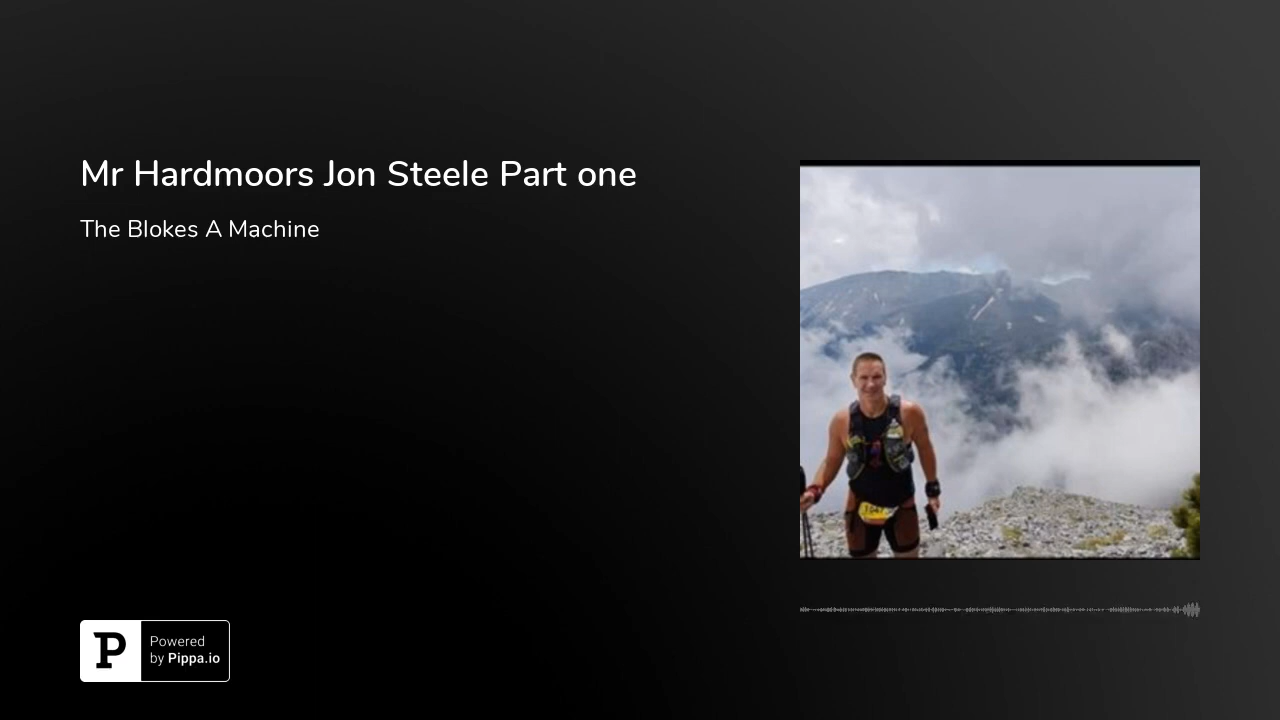 Mr Hardmoors Jon Steele Part one
The Blokes A Machine
P
Powered
by Pippa.io